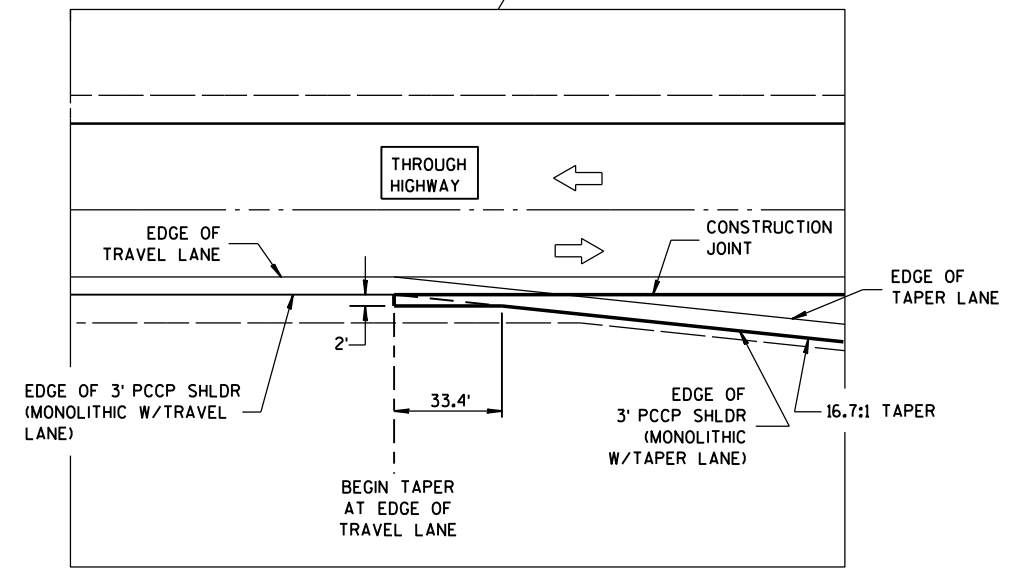 THROUGH
HIGHWAY
EDGE OF
TRAVEL LANE
CONSTRUCTION
JOINT
EDGE OF
TAPER LANE
2'
33.4'
EDGE OF 3' PCCP SHLDR
(MONOLITHIC W/TRAVEL
LANE)
EDGE OF
3' PCCP SHLDR
(MONOLITHIC
W/TAPER LANE)
16.7:1 TAPER
BEGIN TAPER
AT EDGE OF
TRAVEL LANE